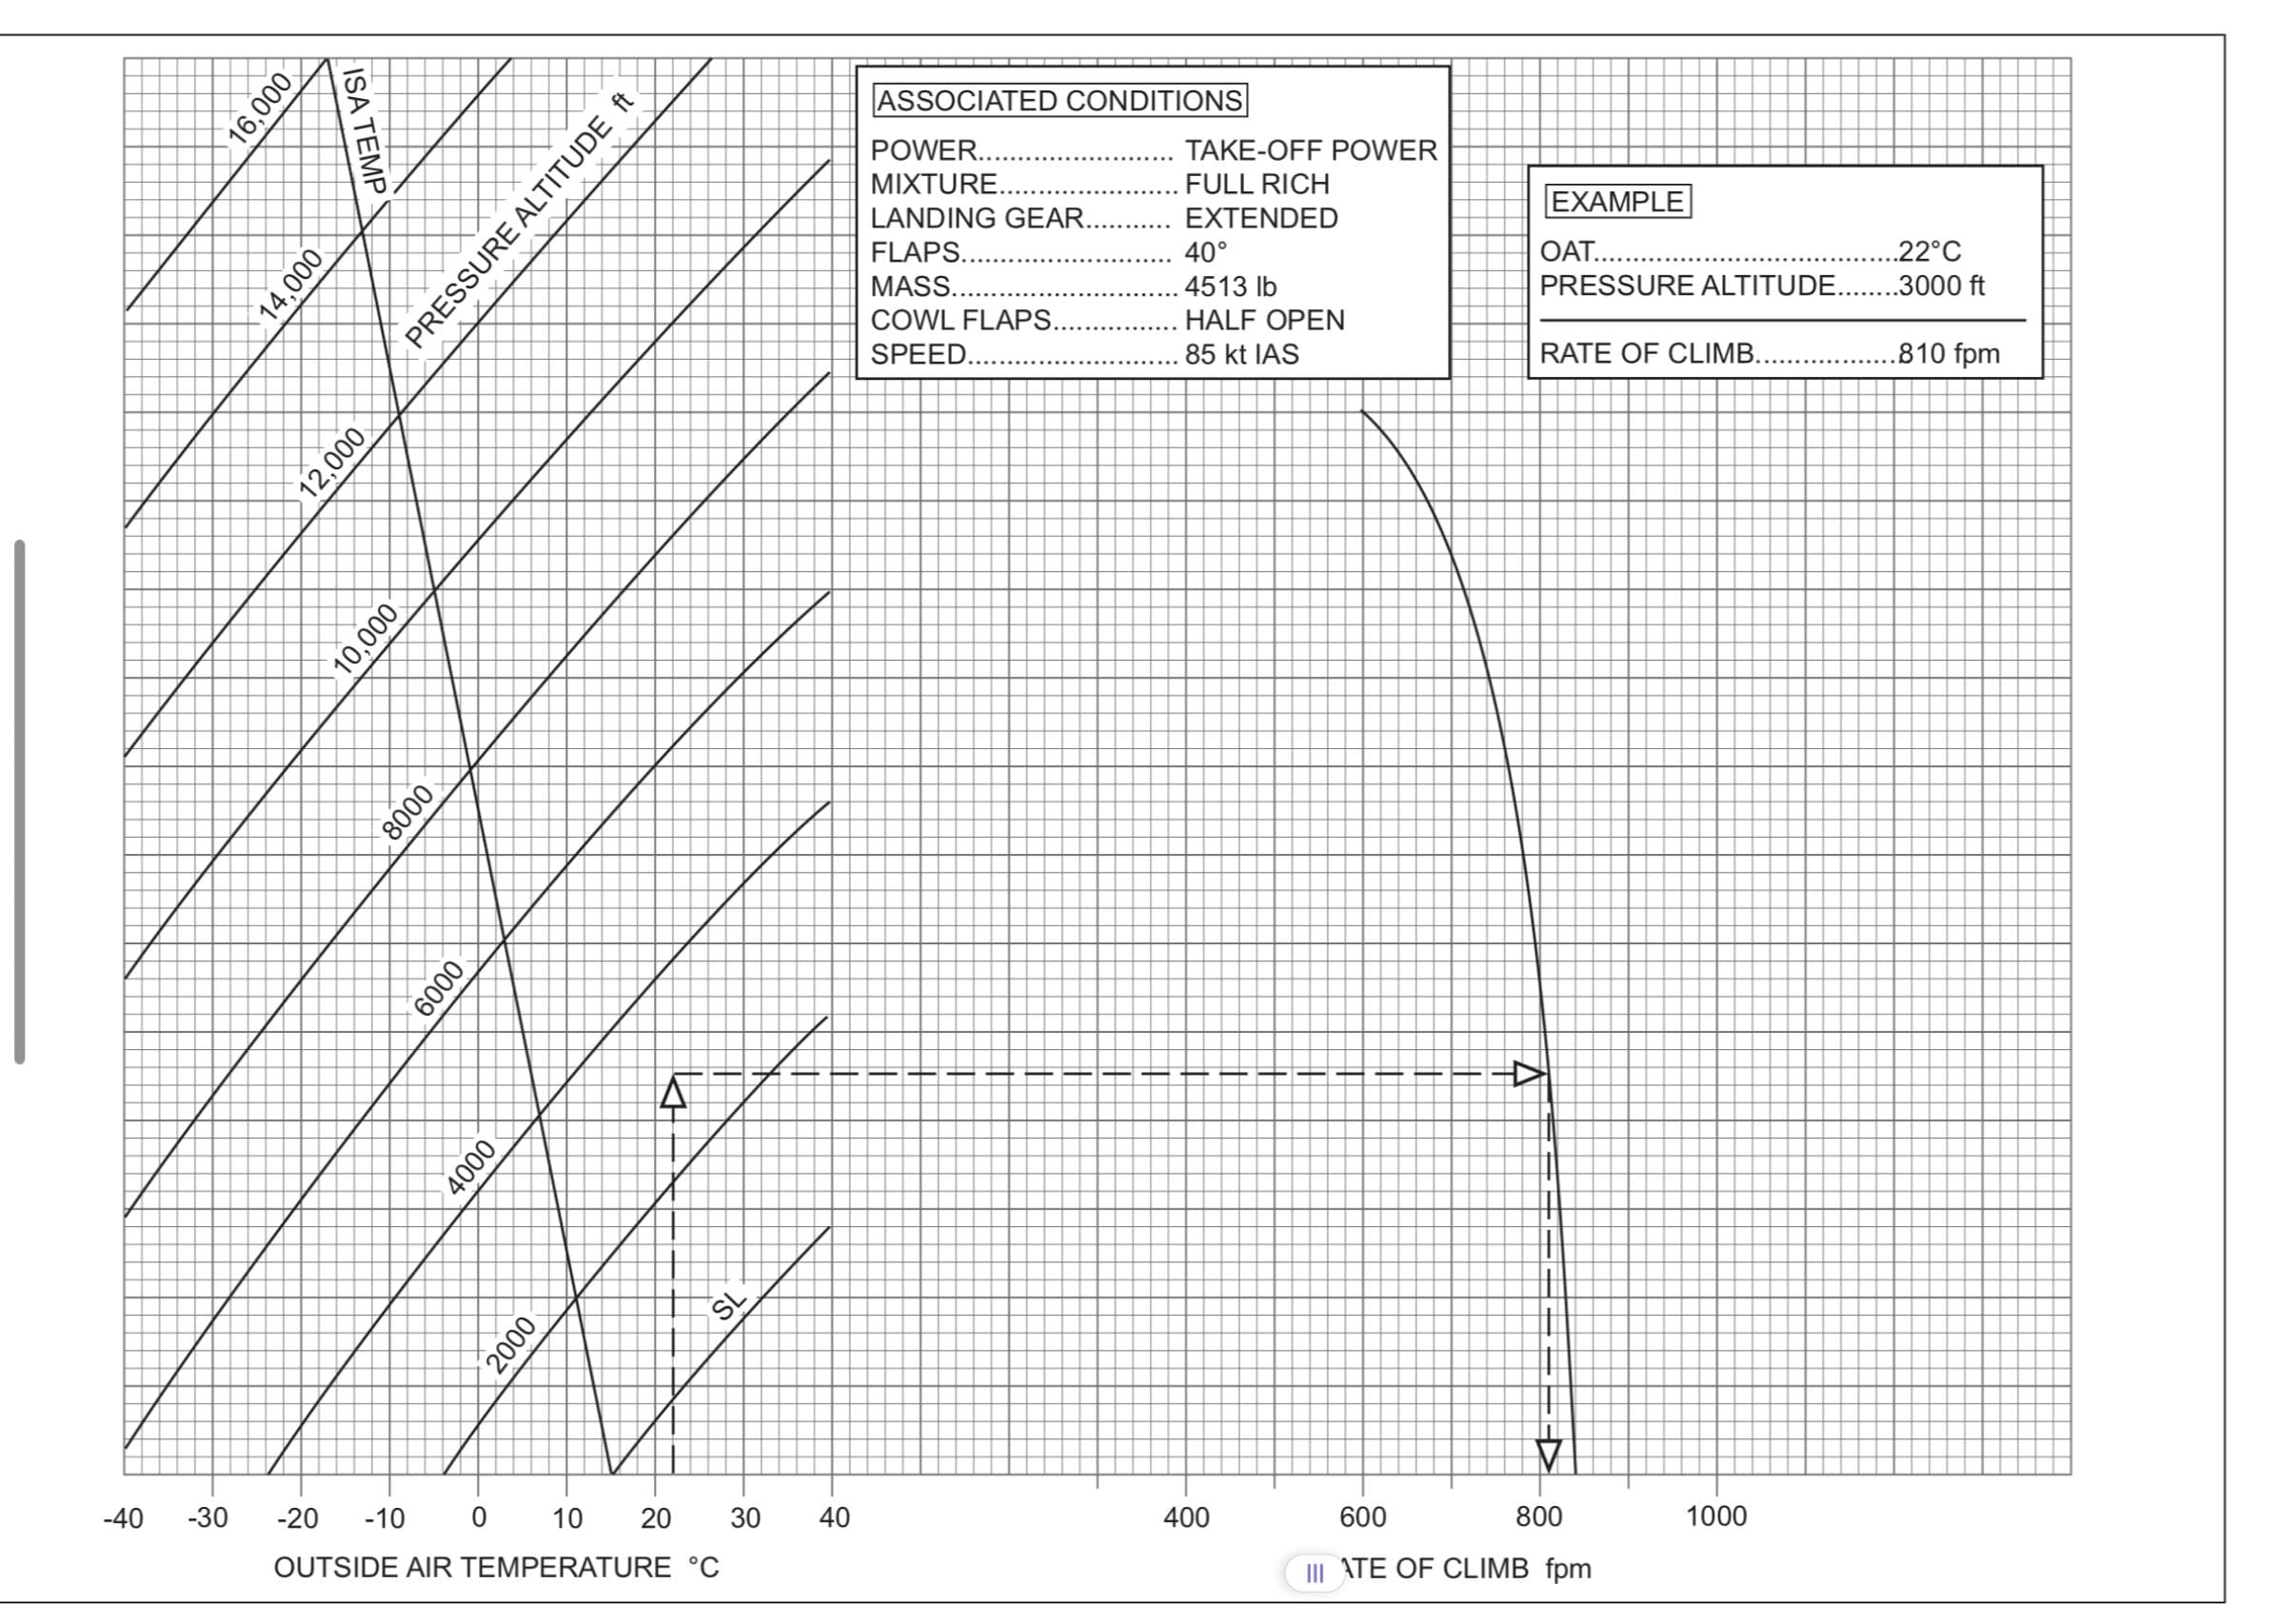 16,000
ISA TEMP
14,000
PRESSURE ALTITUDE ft
12,000
10,000
8000
6000
4000
2000
SL
ASSOCIATED CONDITIONS
POWER......................... TAKE-OFF POWER
MIXTURE....................... FULL RICH
LANDING GEAR........... EXTENDED
FLAPS........................... 40°
MASS............................. 4513 lb
COWL FLAPS................ HALF OPEN
SPEED........................... 85 kt IAS
EXAMPLE
OAT.......................................22°C
PRESSURE ALTITUDE........3000 ft
RATE OF CLIMB..................810 fpm
-40 -30 -20 -10 0 10 20 30 40 400 600 800 1000
OUTSIDE AIR TEMPERATURE °C
ATE OF CLIMB fpm